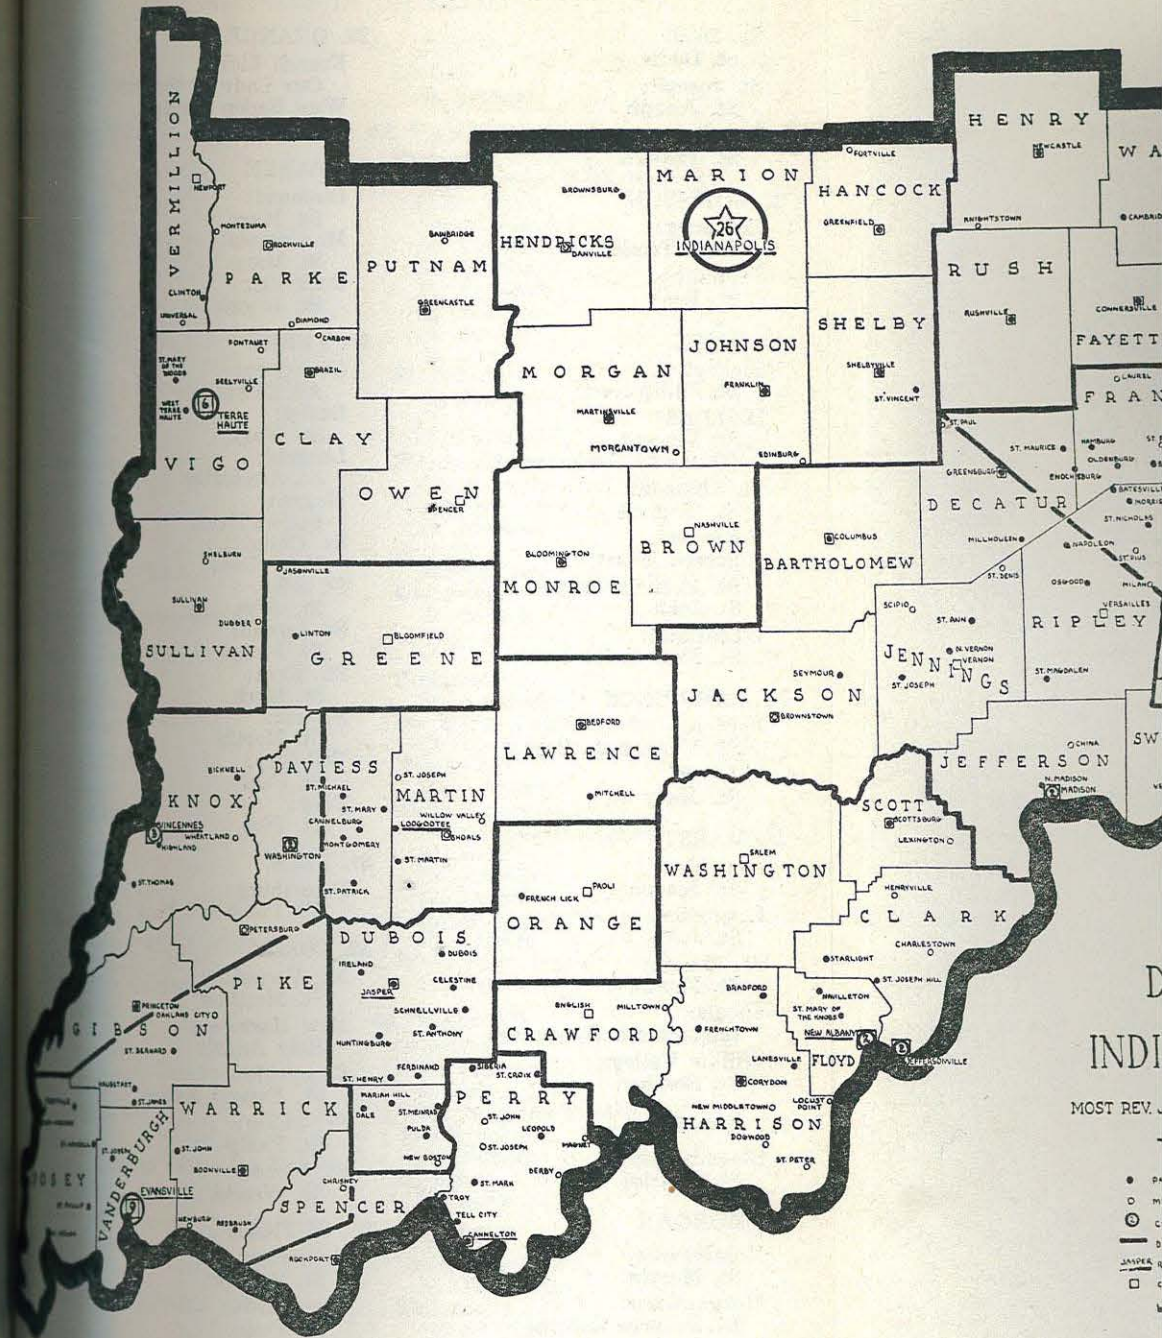 VERMILLION
NEWPORT
MONTEZUMA
ROCKVILLE
PARKE
CLINTON
UNIVERSAL
DIAMOND
BAINBRIDGE
PUTNAM
GREENCASTLE
BROWNSBURG
HENDRICKS
DANVILLE
MARION
26
INDIANAPOLIS
FORTVILLE
HANCOCK
GREENFIELD
HENRY
NEWCASTLE
KNIGHTSTOWN
WA
CAMBRID
RUSH
RUSHVILLE
CONNERSVILLE
FAYETT
FONTANET
CARBON
ST. MARY
OF THE
WOODS
SEELYVILLE
BRAZIL
WEST
TERRE
HAUTE
6
TERRE
HAUTE
VIGO
CLAY
OWEN
SPENCER
MORGAN
MARTINSVILLE
MORGANTOWN
JOHNSON
FRANKLIN
EDINBURG
SHELBY
SHELBYVILLE
ST. VINCENT
LAUREL
FRAN
ST. PAUL
ST. MAURICE
HAMBURG
OLDENBURG
GREENSBURG
ENOCHSBURG
BATESVILL
MORRIS
DECATUR
ST. NICHOLAS
MILLHOUSEN
NAPOLEON
ST. PIUS
ST. DENIS
OSGOOD
MILAN
VERSAILLES
RIPLEY
ST. MAGDALEN
SHELBURN
SULLIVAN
DUGGER
SULLIVAN
JASONVILLE
LINTON
BLOOMFIELD
GREENE
BLOOMINGTON
MONROE
NASHVILLE
BROWN
COLUMBUS
BARTHOLOMEW
SCIPIO
ST. ANN
N. VERNON
VERNON
JENNINGS
ST. JOSEPH
SEYMOUR
JACKSON
BROWNSTOWN
BEDFORD
LAWRENCE
MITCHELL
CHINA
JEFFERSON
N. MADISON
2
MADISON
SW
BICKNELL
KNOX
3
VINCENNES
WHEATLAND
HIGHLAND
ST. THOMAS
DAVIESS
ST. MICHAEL
ST. MARY
CANNELBURG
MONTGOMERY
WASHINGTON
ST. PATRICK
ST. JOSEPH
MARTIN
WILLOW VALLEY
LOOGOOTEE
SHOALS
ST. MARTIN
FRENCH LICK
PAOLI
ORANGE
SALEM
WASHINGTON
SCOTT
SCOTTSBURG
LEXINGTON
HENRYVILLE
CLARK
CHARLESTOWN
STARLIGHT
ST. JOSEPH HILL
PETERSBURG
PIKE
PRINCETON
OAKLAND CITY
GIBSON
ST. BERNARD
DUBOIS
DUBOIS
IRELAND
JASPER
CELESTINE
SCHNELLVILLE
ST. ANTHONY
HUNTINGBURG
FERDINAND
ST. HENRY
ENGLISH
MILLTOWN
CRAWFORD
BRADFORD
NAVILLETON
ST. MARY OF
THE KNOBS
FRENCHTOWN
NEW ALBANY
2
2
JEFFERSONVILLE
LANESVILLE
FLOYD
CORYDON
NEW MIDDLETOWN
LOCUST
POINT
HARRISON
DOGWOOD
ST. PETER
SIBERIA
ST. CROIX
PERRY
ST. JOHN
LEOPOLD
ST. JOSEPH
MAGNET
DERBY
ST. MARK
TROY
TELL CITY
CANNELTON
MARIAH HILL
DALE
ST. MEINRAD
FULDA
NEW BOSTON
CHRISNEY
SPENCER
ROCKPORT
HAUBSTADT
ST. JAMES
WARRICK
ST. JOSEPH
ST. JOHN
BOONVILLE
VANDERBURGH
9
EVANSVILLE
NEWBURG
REDBRUSH
OSEY
D
INDI
MOST REV. J
PA
M
2
C
D
JASPER
R
C